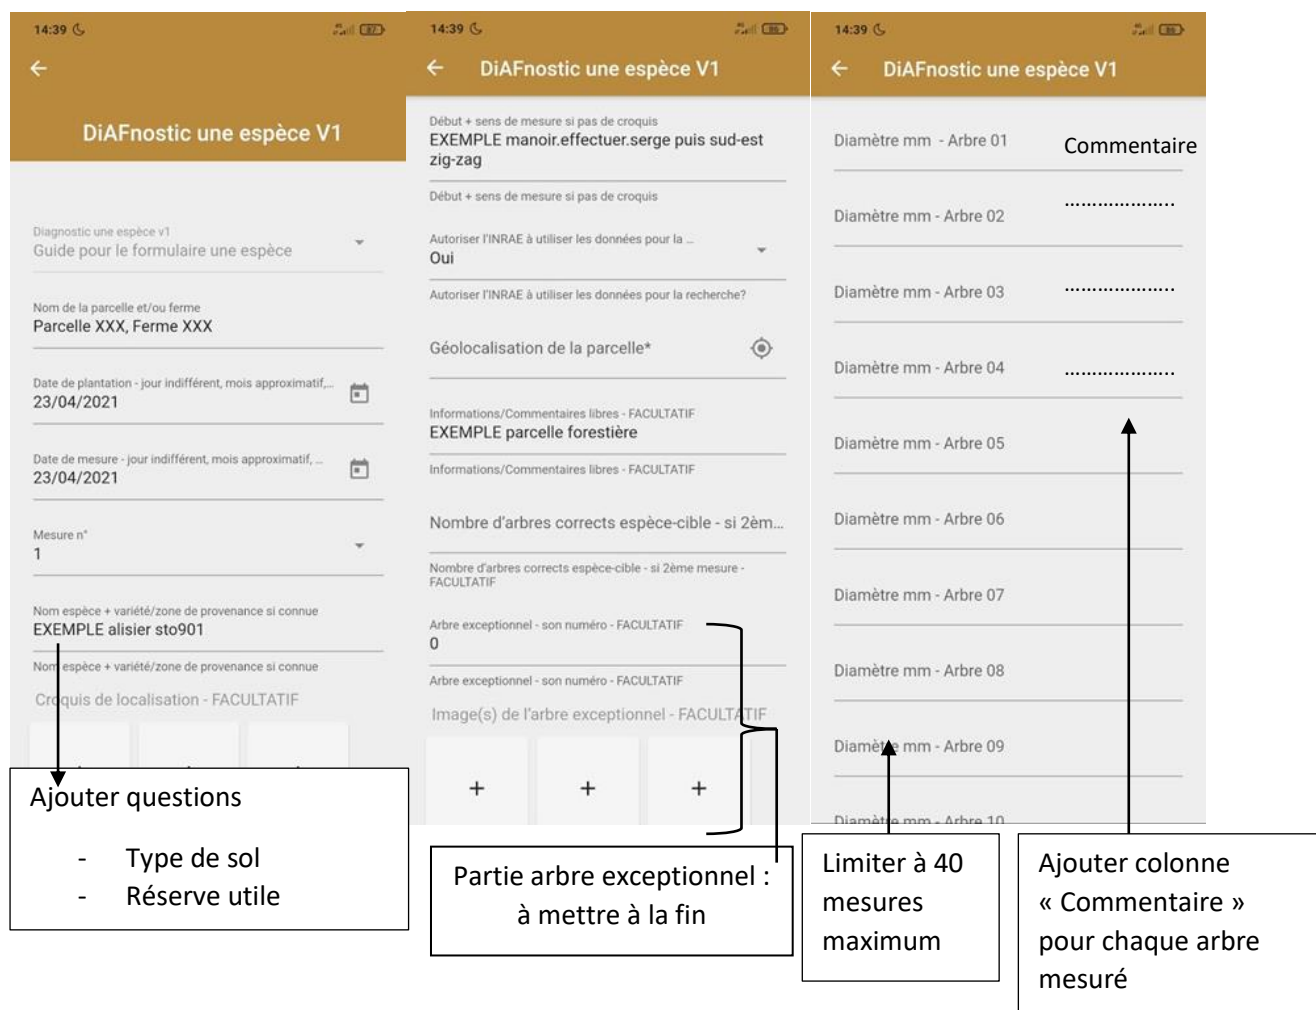 14:39
87
DiAFnostic une espèce V1
Diagnostic une espèce v1
Guide pour le formulaire une espèce
Nom de la parcelle et/ou ferme
Parcelle XXX, Ferme XXX
Date de plantation - jour indifférent, mois approximatif,...
23/04/2021
Date de mesure - jour indifférent, mois approximatif, ...
23/04/2021
Mesure n°
1
Nom espèce + variété/zone de provenance si connue
EXEMPLE alisier sto901
Nom espèce + variété/zone de provenance si connue
Croquis de localisation - FACULTATIF
Ajouter questions
- Type de sol
- Réserve utile
14:39
86
DiAFnostic une espèce V1
Début + sens de mesure si pas de croquis
EXEMPLE manoir.effectuer.serge puis sud-est
zig-zag
Début + sens de mesure si pas de croquis
Autoriser l'INRAE à utiliser les données pour la ...
Oui
Autoriser l'INRAE à utiliser les données pour la recherche?
Géolocalisation de la parcelle*
Informations/Commentaires libres - FACULTATIF
EXEMPLE parcelle forestière
Informations/Commentaires libres - FACULTATIF
Nombre d'arbres corrects espèce-cible - si 2èm...
Nombre d'arbres corrects espèce-cible - si 2ème mesure -
FACULTATIF
Arbre exceptionnel - son numéro - FACULTATIF
0
Arbre exceptionnel - son numéro - FACULTATIF
Image(s) de l'arbre exceptionnel - FACULTATIF
+ + +
Partie arbre exceptionnel :
à mettre à la fin
14:39
86
DiAFnostic une espèce V1
Diamètre mm - Arbre 01 Commentaire
Diamètre mm - Arbre 02 ...................
Diamètre mm - Arbre 03 ...................
Diamètre mm - Arbre 04 ...................
Diamètre mm - Arbre 05
Diamètre mm - Arbre 06
Diamètre mm - Arbre 07
Diamètre mm - Arbre 08
Diamètre mm - Arbre 09
Diamètre mm - Arbre 10
Limiter à 40
mesures
maximum
Ajouter colonne
« Commentaire »
pour chaque arbre
mesuré